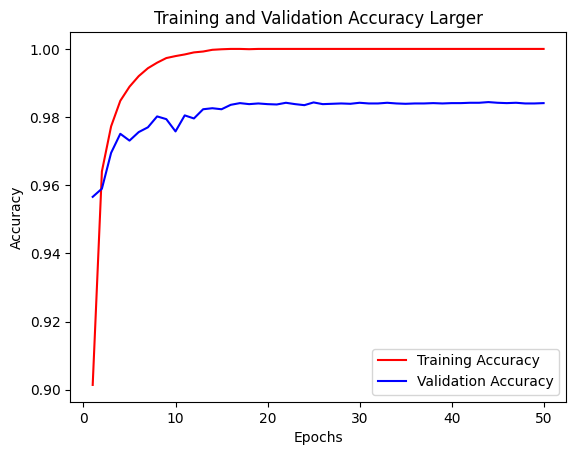 Training and Validation Accuracy Larger
1.00
0.98
0.96
0.94
0.92
0.90
Accuracy
0
10
20
30
40
50
Epochs
Training Accuracy
Validation Accuracy